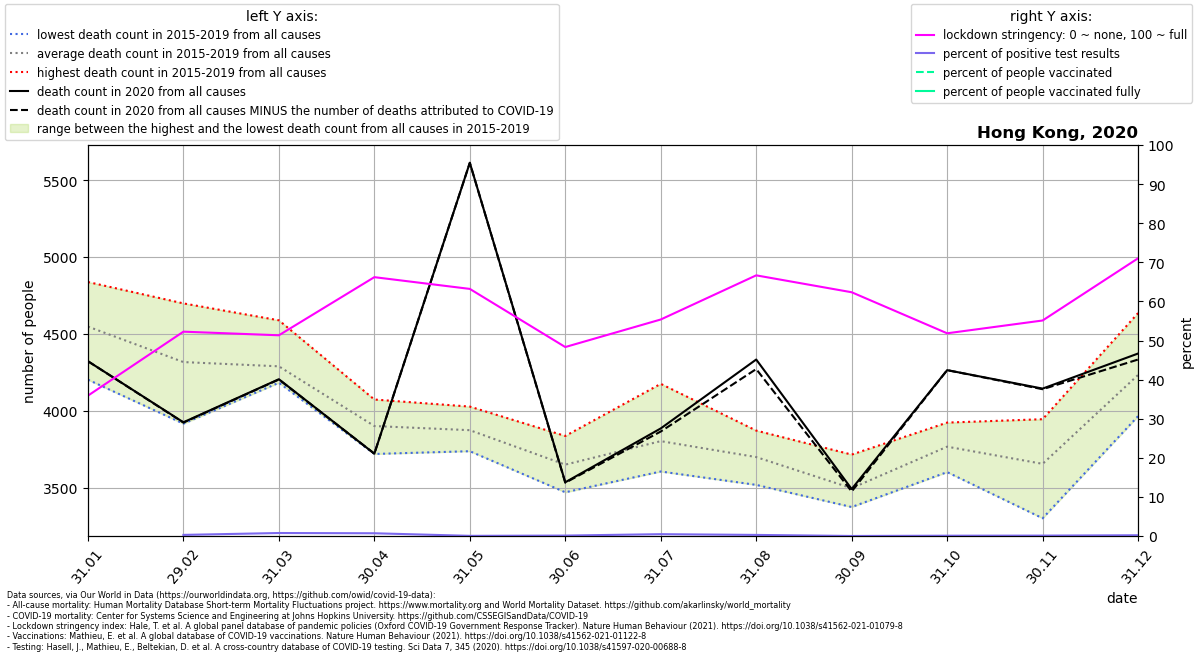 left Y axis:
lowest death count in 2015-2019 from all causes
average death count in 2015-2019 from all causes
highest death count in 2015-2019 from all causes
death count in 2020 from all causes
death count in 2020 from all causes MINUS the number of deaths attributed to COVID-19
range between the highest and the lowest death count from all causes in 2015-2019
right Y axis:
lockdown stringency: 0 ~ none, 100 ~ full
percent of positive test results
percent of people vaccinated
percent of people vaccinated fully
Hong Kong, 2020
number of people
5500
5000
4500
4000
3500
100
90
80
70
60
50
40
30
20
10
0
percent
31.01
29.02
31.03
30.04
31.05
30.06
31.07
31.08
30.09
31.10
30.11
31.12
date
Data sources, via Our World in Data (https://ourworldindata.org, https://github.com/owid/covid-19-data):
- All-cause mortality: Human Mortality Database Short-term Mortality Fluctuations project. https://www.mortality.org and World Mortality Dataset. https://github.com/akarlinsky/world_mortality
- COVID-19 mortality: Center for Systems Science and Engineering at Johns Hopkins University. https://github.com/CSSEGISandData/COVID-19
- Lockdown stringency index: Hale, T. et al. A global panel database of pandemic policies (Oxford COVID-19 Government Response Tracker). Nature Human Behaviour (2021). https://doi.org/10.1038/s41562-021-01079-8
- Vaccinations: Mathieu, E. et al. A global database of COVID-19 vaccinations. Nature Human Behaviour (2021). https://doi.org/10.1038/s41562-021-01122-8
- Testing: Hasell, J., Mathieu, E., Beltekian, D. et al. A cross-country database of COVID-19 testing. Sci Data 7, 345 (2020). https://doi.org/10.1038/s41597-020-00688-8